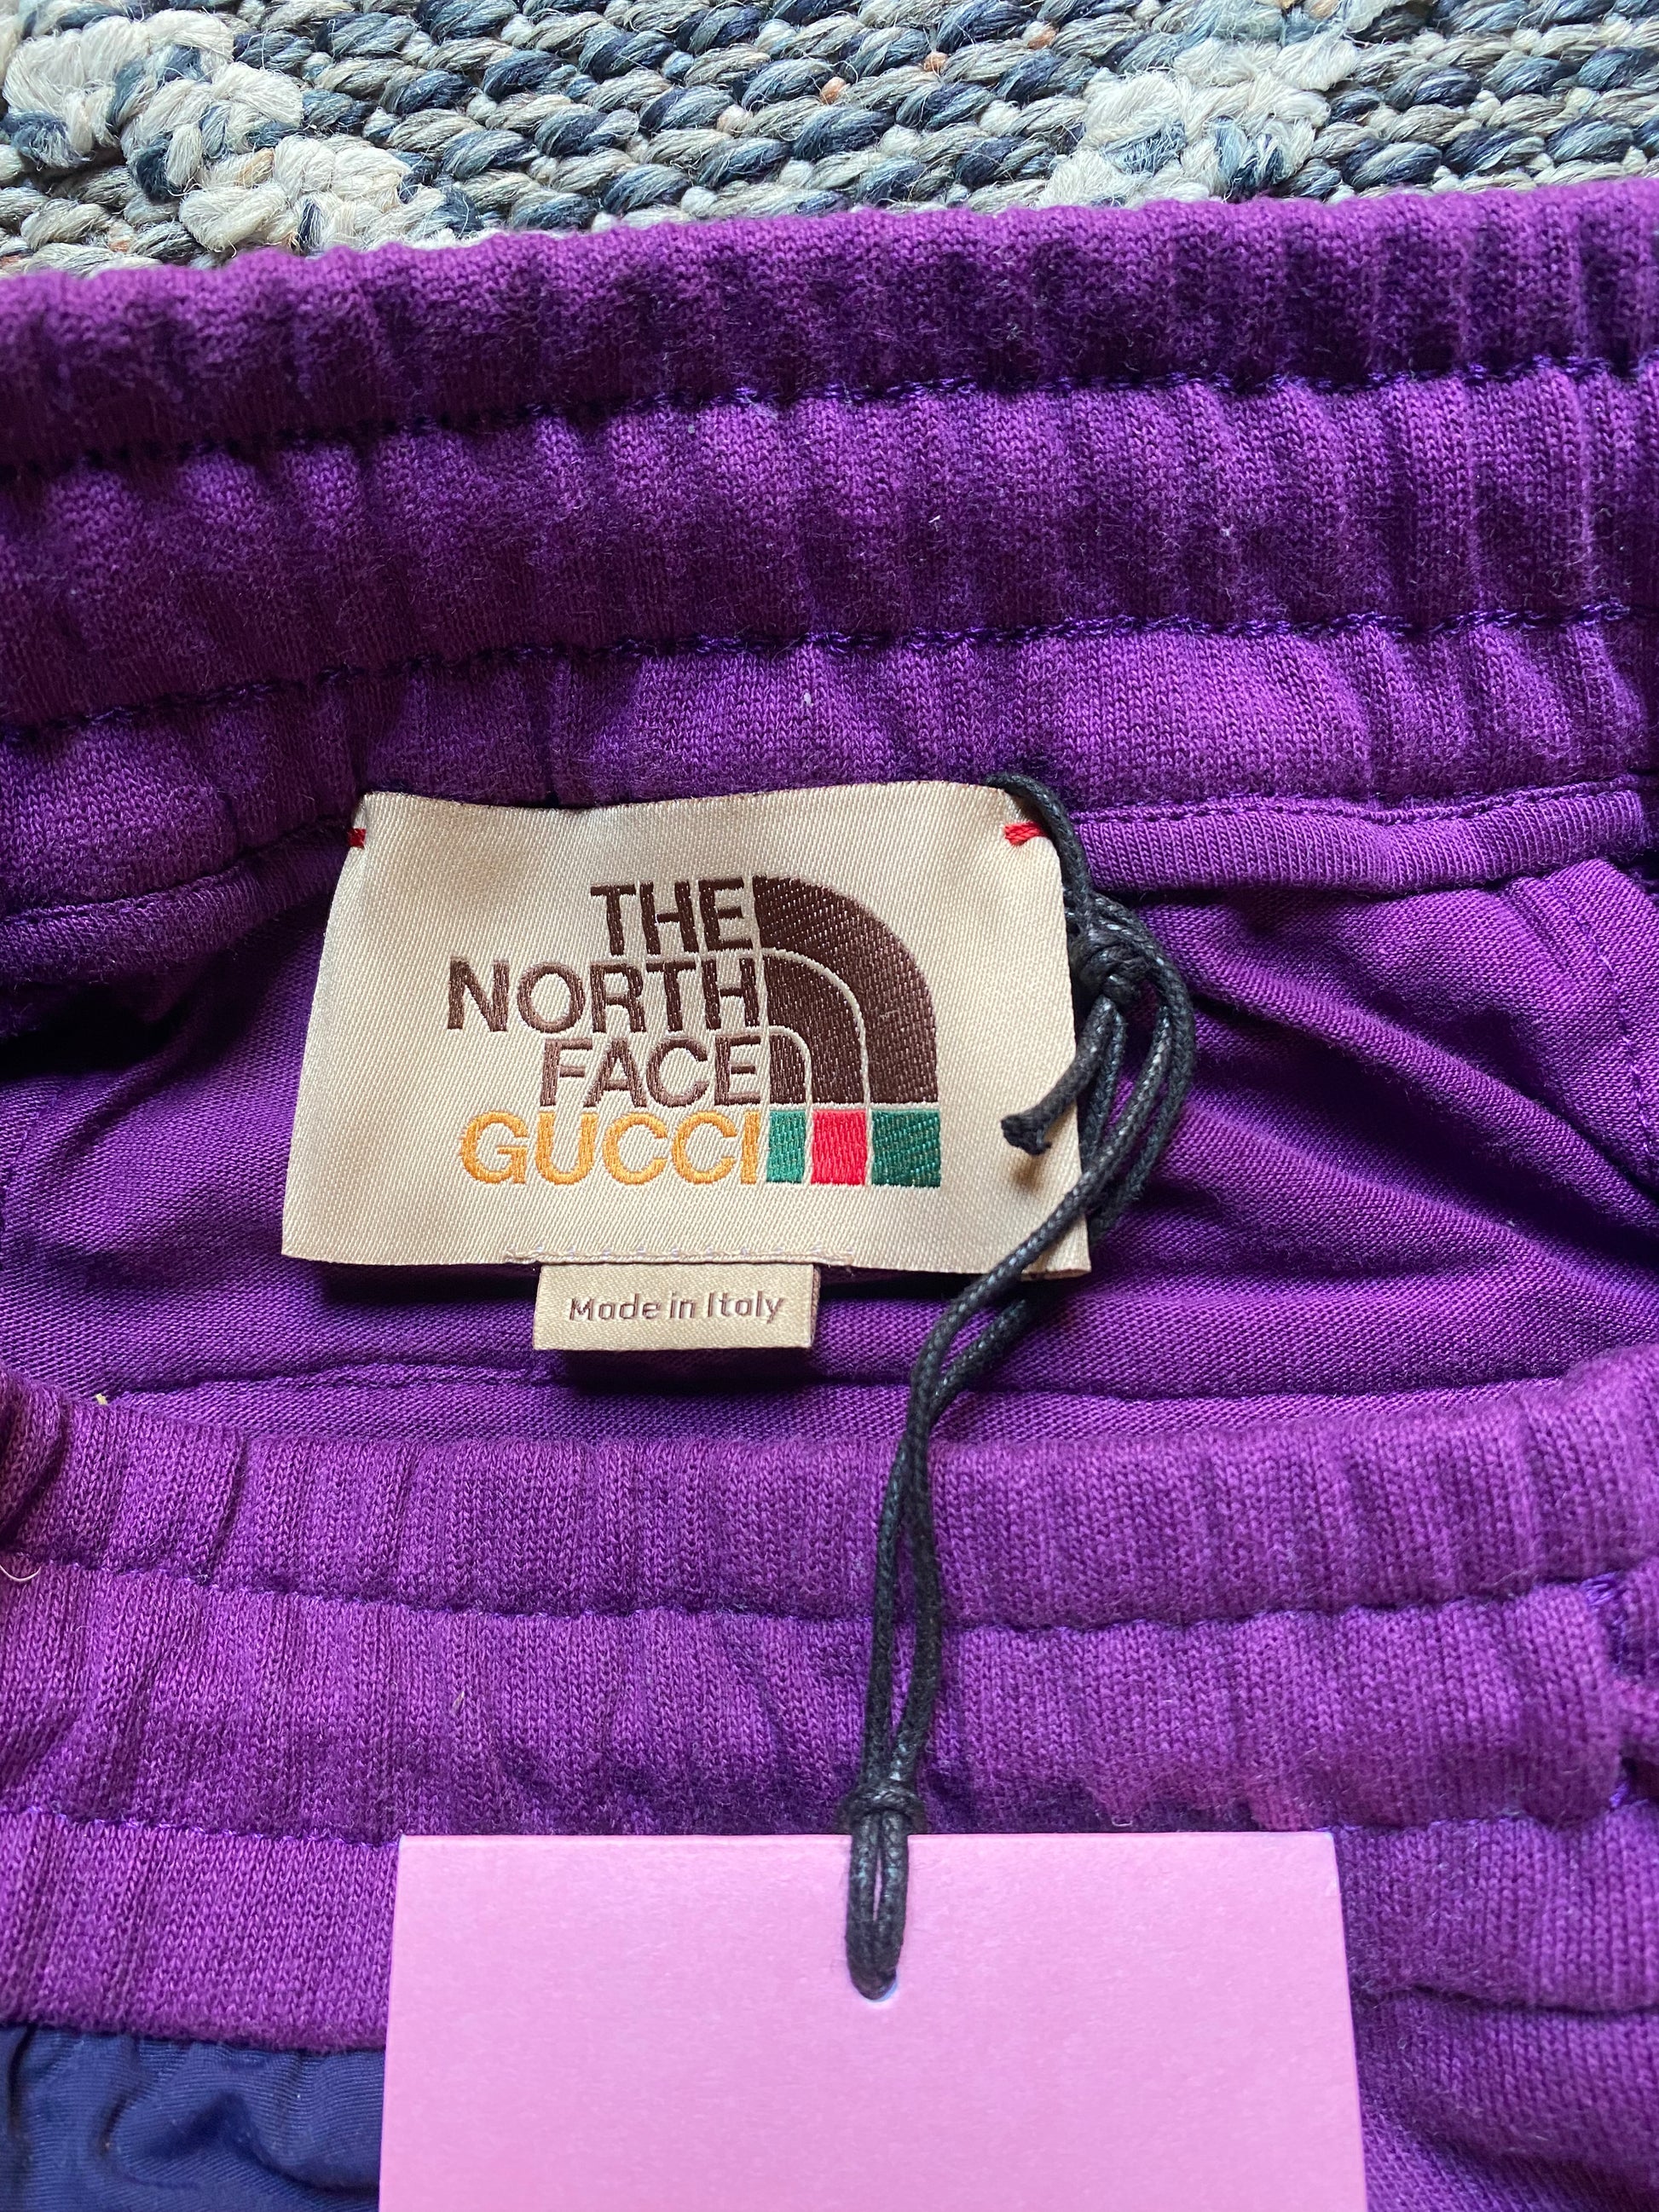 THE
NORTH
FACE
GUCCI
Made in Italy